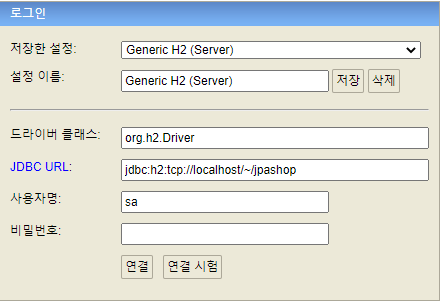 로그인
저장한 설정: Generic H2 (Server)
설정 이름: Generic H2 (Server) 저장 삭제
드라이버 클래스: org.h2.Driver
JDBC URL: jdbc:h2:tcp://localhost/~/jpashop
사용자명: sa
비밀번호:
연결 연결 시험